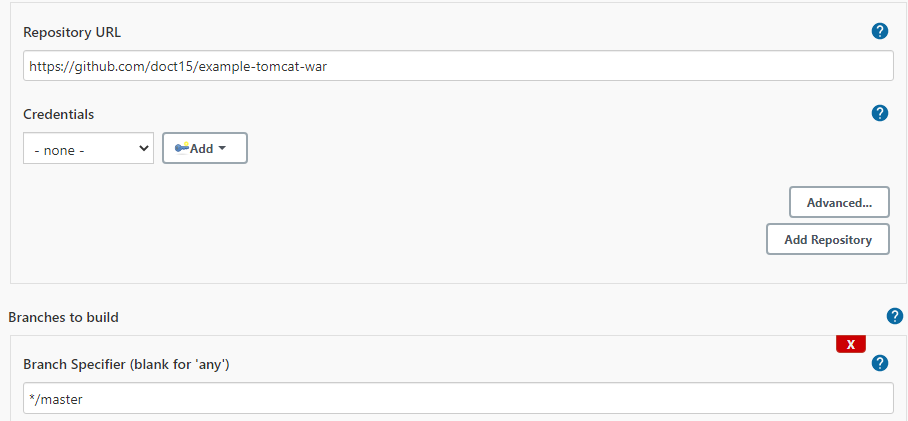 Repository URL
https://github.com/doct15/example-tomcat-war
Credentials
- none -
Add
Advanced...
Add Repository
Branches to build
X
Branch Specifier (blank for 'any')
*/master